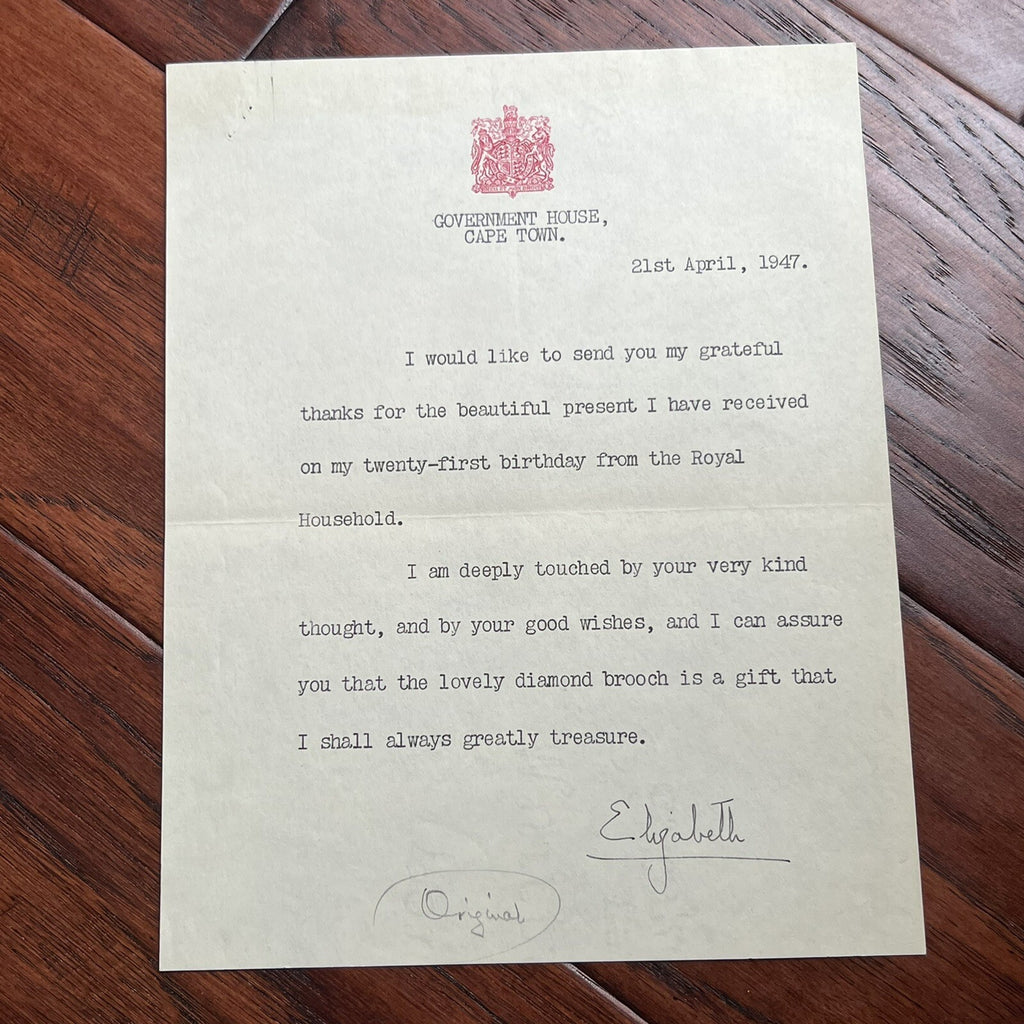 GOVERNMENT HOUSE,
CAPE TOWN.
21st April, 1947.
I would like to send you my grateful
thanks for the beautiful present I have received
on my twenty-first birthday from the Royal
Household.
I am deeply touched by your very kind
thought, and by your good wishes, and I can assure
you that the lovely diamond brooch is a gift that
I shall always greatly treasure.
Elizabeth
Original